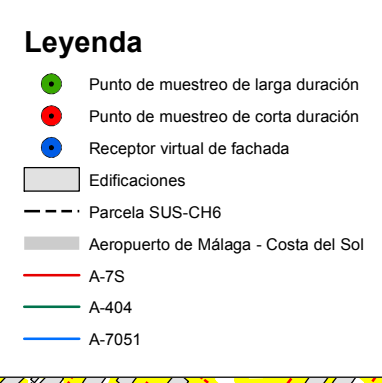 Leyenda
Punto de muestreo de larga duración
Punto de muestreo de corta duración
Receptor virtual de fachada
Edificaciones
Parcela SUS-CH6
Aeropuerto de Málaga - Costa del Sol
A-7S
A-404
A-7051